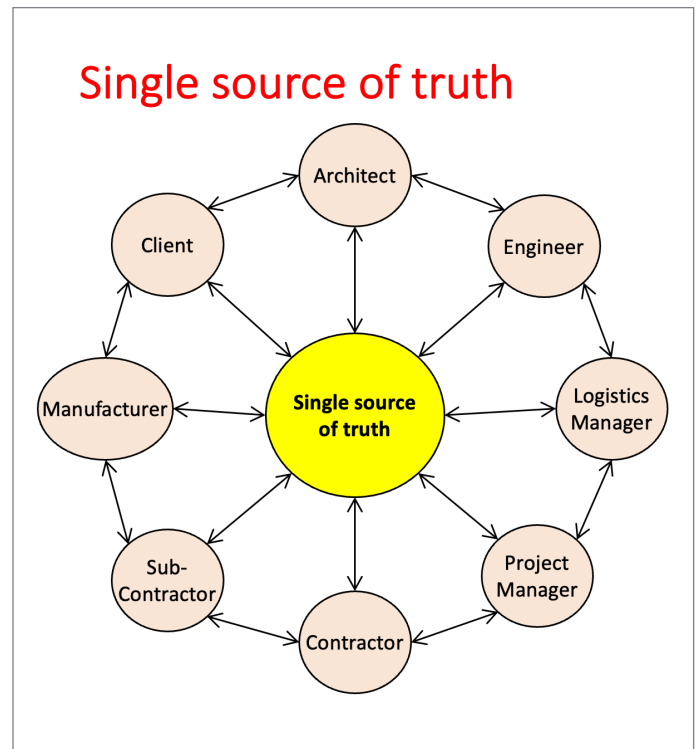 Single source of truth
Architect
Client
Engineer
Single source
of truth
Manufacturer
Logistics
Manager
Sub-
Contractor
Project
Manager
Contractor